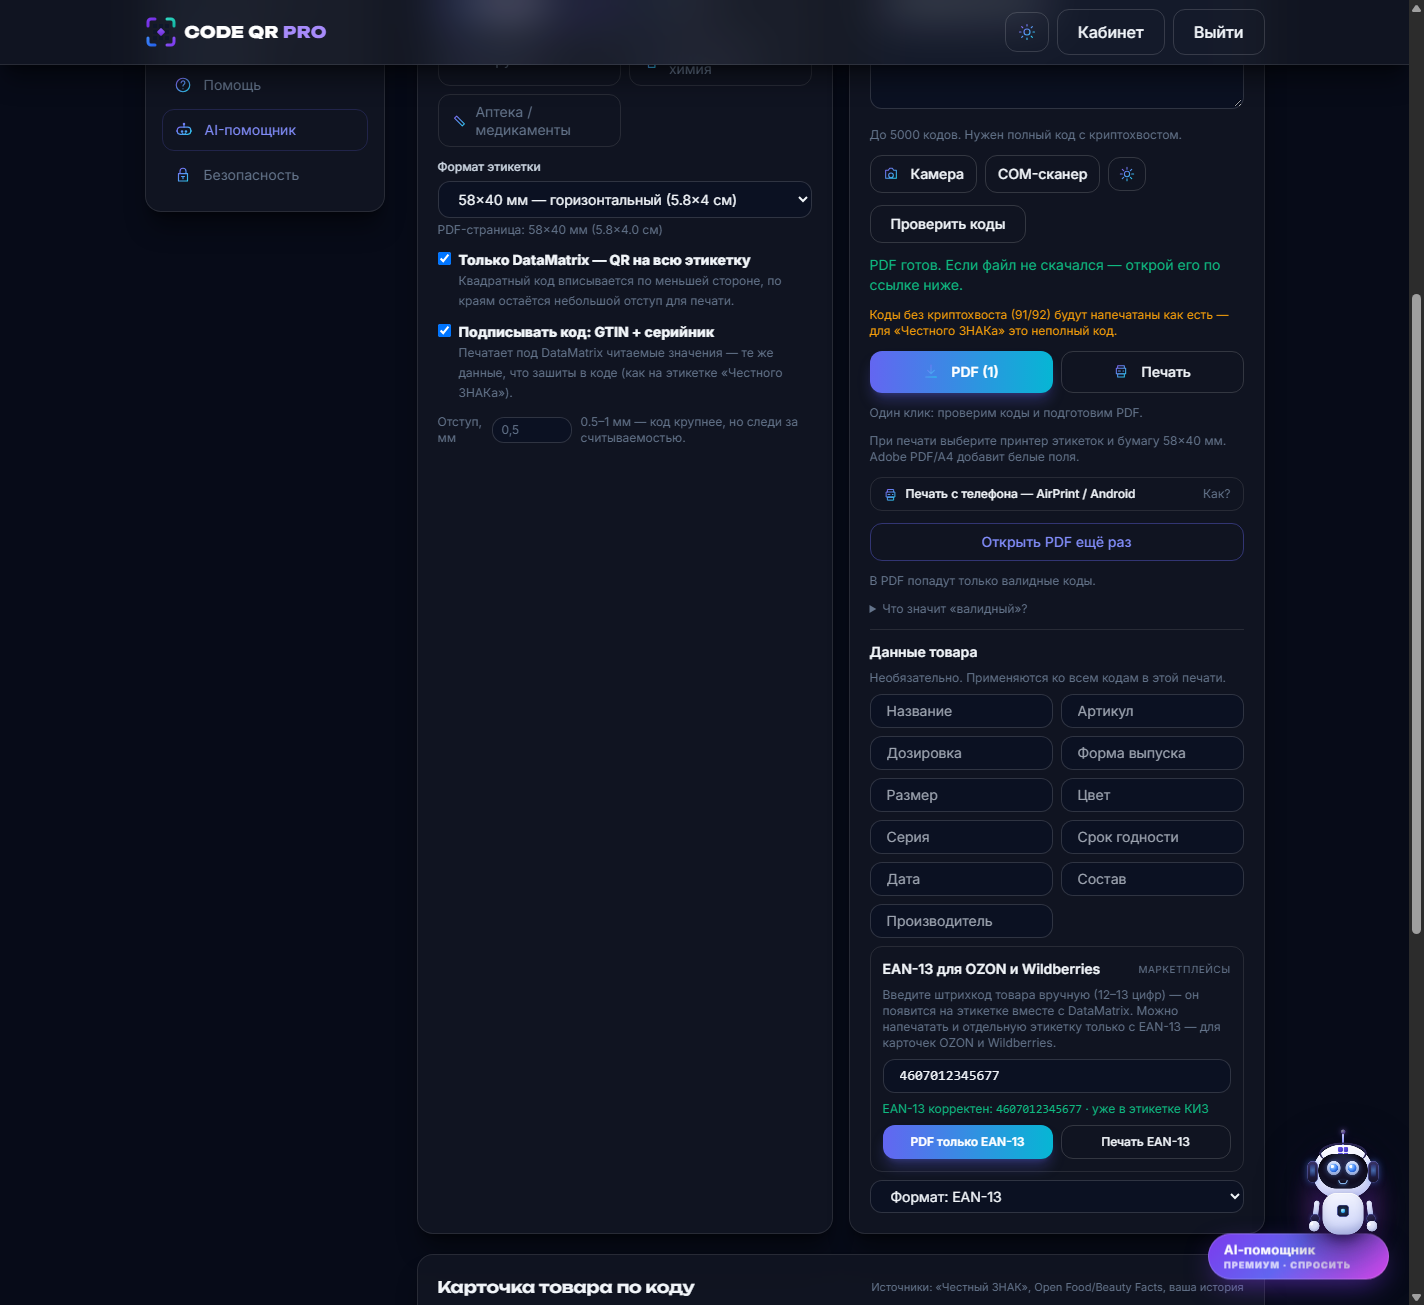 CODE QR PRO
Кабинет
Выйти
Помощь
AI-помощник
Безопасность
химия
Аптека /
медикаменты
Формат этикетки
58×40 мм — горизонтальный (5.8×4 см)
PDF-страница: 58×40 мм (5.8×4.0 см)
Только DataMatrix — QR на всю этикетку
Квадратный код вписывается по меньшей стороне, по
краям остаётся небольшой отступ для печати.
Подписывать код: GTIN + серийник
Печатает под DataMatrix читаемые значения — те же
данные, что зашиты в коде (как на этикетке «Честного
ЗНАКа»).
Отступ,
мм
0,5
0.5–1 мм — код крупнее, но следи за
считываемостью.
До 5000 кодов. Нужен полный код с криптохвостом.
Камера
COM-сканер
Проверить коды
PDF готов. Если файл не скачался — открой его по
ссылке ниже.
Коды без криптохвоста (91/92) будут напечатаны как есть —
для «Честного ЗНАКа» это неполный код.
PDF (1)
Печать
Один клик: проверим коды и подготовим PDF.
При печати выберите принтер этикеток и бумагу 58×40 мм.
Adobe PDF/A4 добавит белые поля.
Печать с телефона — AirPrint / Android
Как?
Открыть PDF ещё раз
В PDF попадут только валидные коды.
Что значит «валидный»?
Данные товара
Необязательно. Применяются ко всем кодам в этой печати.
Название
Артикул
Дозировка
Форма выпуска
Размер
Цвет
Серия
Срок годности
Дата
Состав
Производитель
EAN-13 для OZON и Wildberries
МАРКЕТПЛЕЙСЫ
Введите штрихкод товара вручную (12–13 цифр) — он
появится на этикетке вместе с DataMatrix. Можно
напечатать и отдельную этикетку только с EAN-13 — для
карточек OZON и Wildberries.
4607012345677
EAN-13 корректен: 4607012345677 · уже в этикетке КИЗ
PDF только EAN-13
Печать EAN-13
Формат: EAN-13
AI-помощник
ПРЕМИУМ · СПРОСИТЬ
Карточка товара по коду
Источники: «Честный ЗНАК», Open Food/Beauty Facts, ваша история